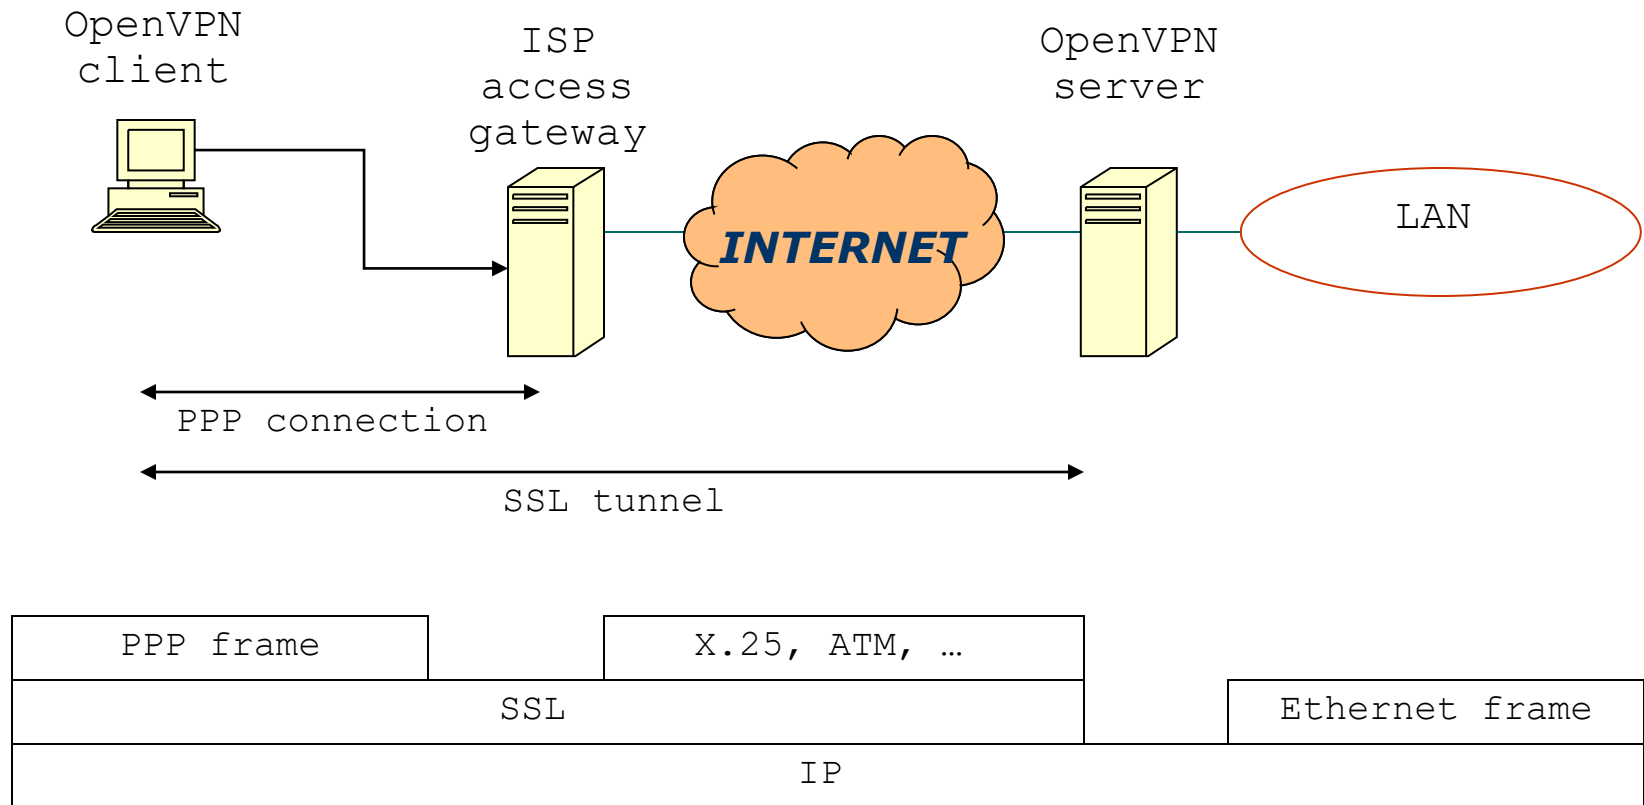 OpenVPN
client
ISP
access
gateway
OpenVPN
server
INTERNET
LAN
PPP connection
SSL tunnel
PPP frame
X.25, ATM, …
SSL
Ethernet frame
IP